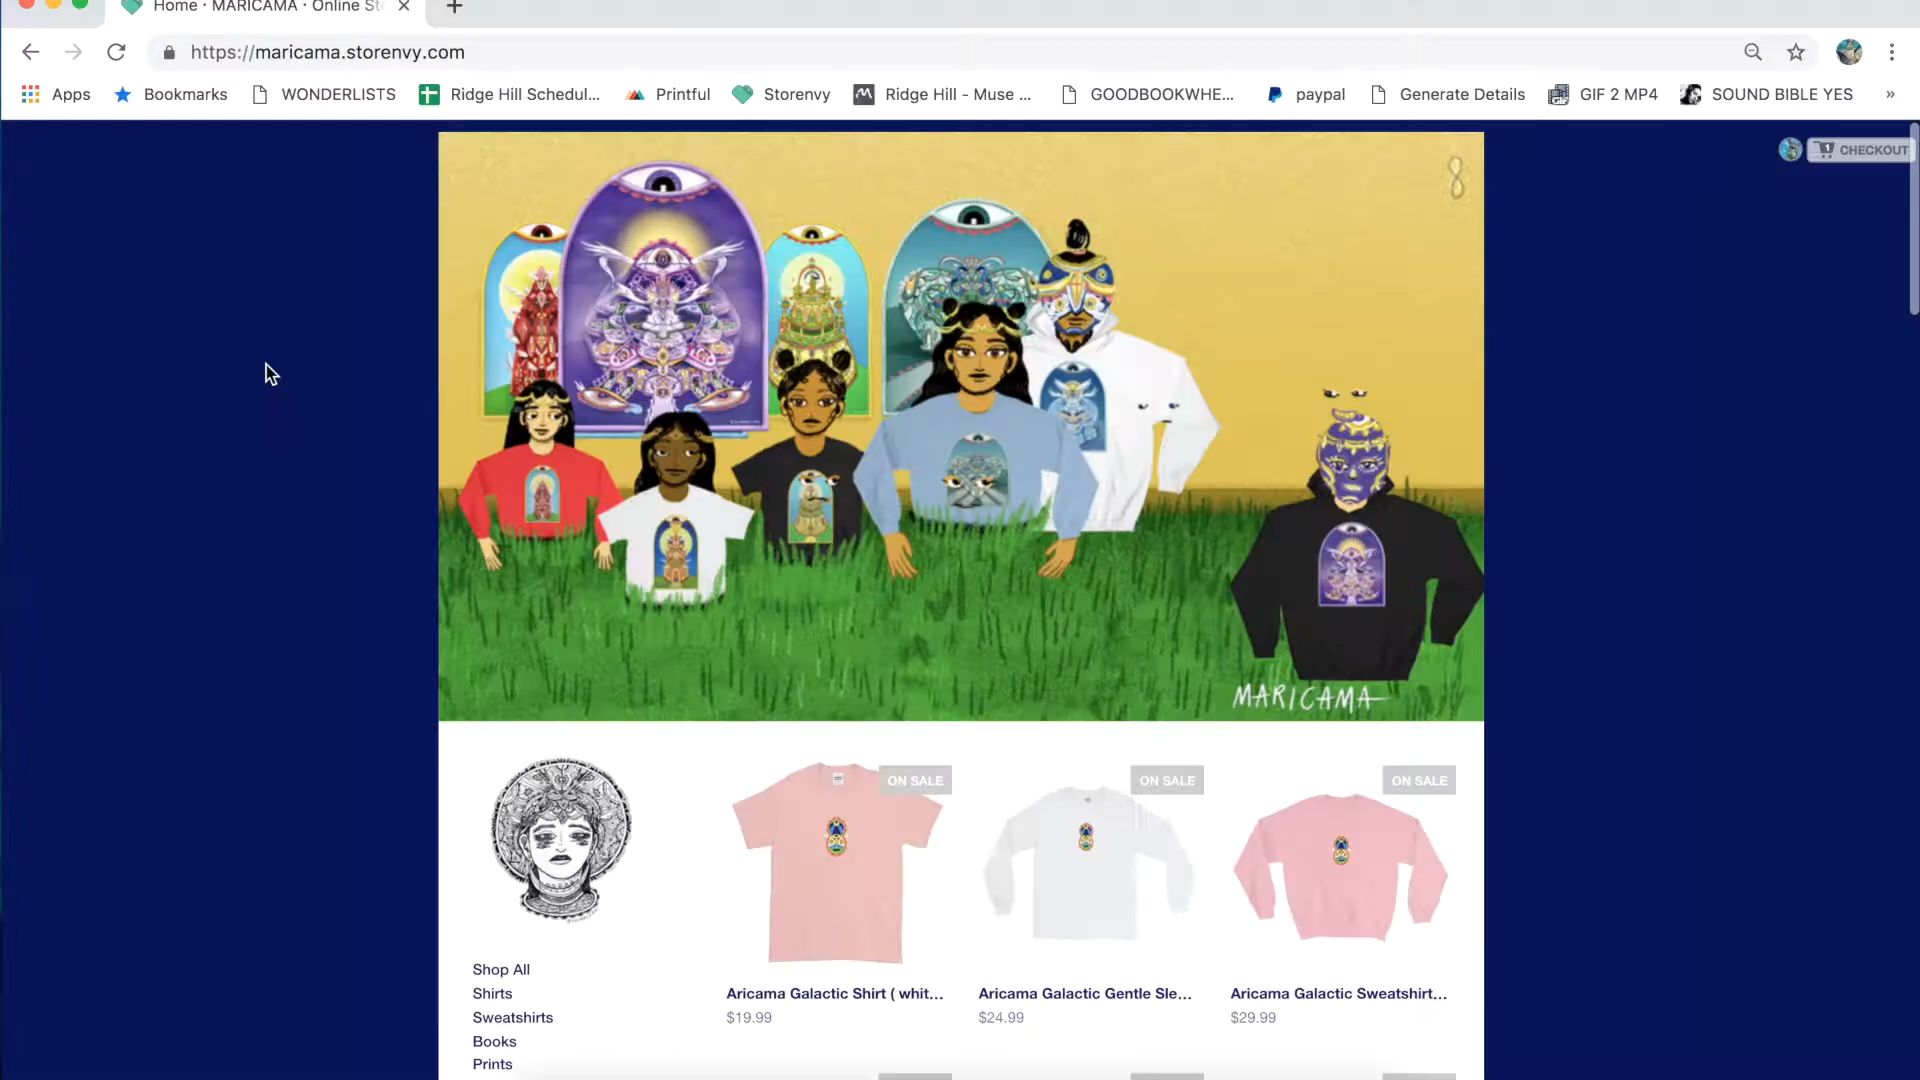 Home · MARICAMA · Online St
https://maricama.storenvy.com
Apps
Bookmarks
WONDERLISTS
Ridge Hill Schedul...
Printful
Storenvy
Ridge Hill - Muse ...
GOODBOOKWHE...
paypal
Generate Details
GIF 2 MP4
SOUND BIBLE YES
»
1 CHECKOUT
MARICAMA
ON SALE
ON SALE
ON SALE
Shop All
Shirts
Sweatshirts
Books
Prints
Aricama Galactic Shirt ( whit...
$19.99
Aricama Galactic Gentle Sle...
$24.99
Aricama Galactic Sweatshirt...
$29.99